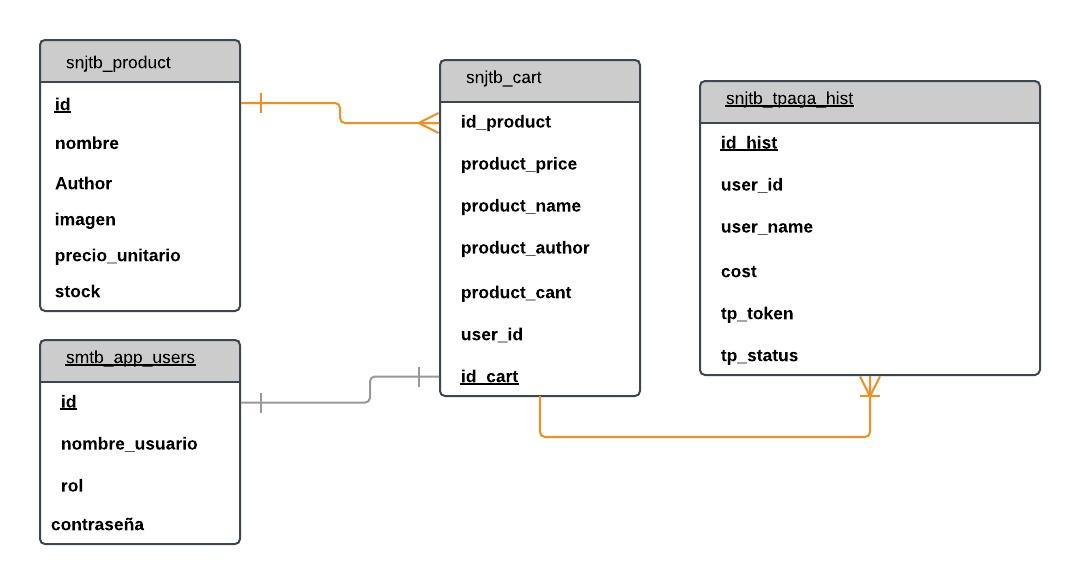 snjtb_product
id
nombre
Author
imagen
precio_unitario
stock
smtb_app_users
id
nombre_usuario
rol
contraseña
snjtb_cart
id_product
product_price
product_name
product_author
product_cant
user_id
id_cart
snjtb_tpaga_hist
id_hist
user_id
user_name
cost
tp_token
tp_status